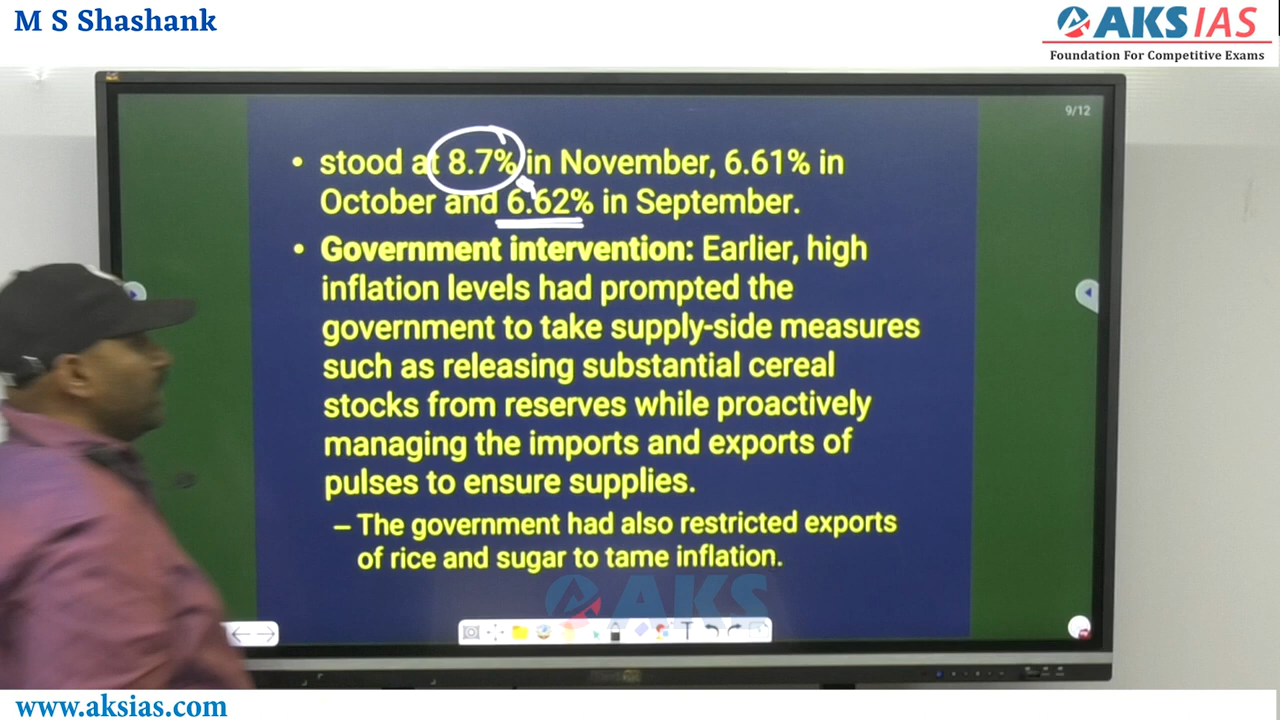 M S Shashank
AKS IAS
Foundation For Competitive Exams
9/12
• stood at 8.7% in November, 6.61% in
October and 6.62% in September.
• Government intervention: Earlier, high
inflation levels had prompted the
government to take supply-side measures
such as releasing substantial cereal
stocks from reserves while proactively
managing the imports and exports of
pulses to ensure supplies.
– The government had also restricted exports
of rice and sugar to tame inflation.
AKS
T
www.aksias.com